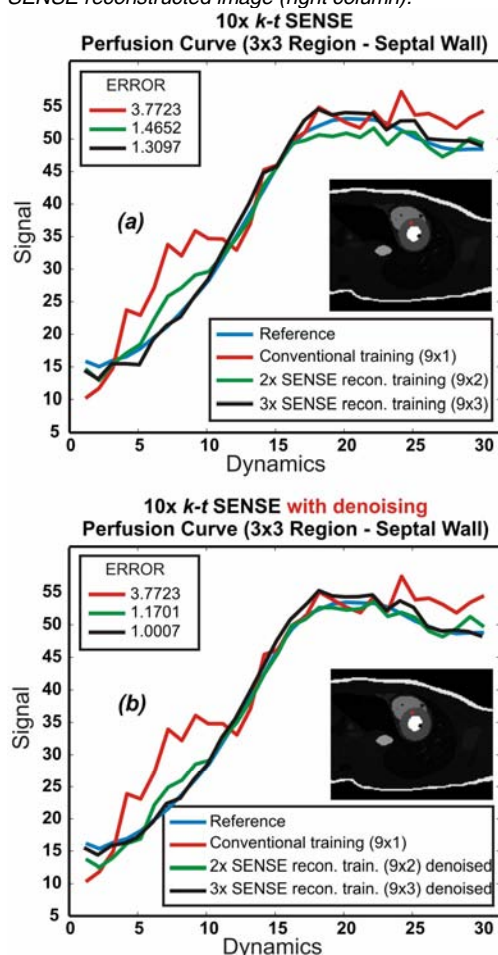 SENSE reconstructed image (right column).
10x k-t SENSE
Perfusion Curve (3x3 Region - Septal Wall)
ERROR
3.7723
1.4652
1.3097
(a)
Signal
55
50
45
40
35
30
25
20
15
10
5
Reference
Conventional training (9x1)
2x SENSE recon. training (9x2)
3x SENSE recon. training (9x3)
0 5 10 15 20 25 30
Dynamics
10x k-t SENSE with denoising
Perfusion Curve (3x3 Region - Septal Wall)
ERROR
3.7723
1.1701
1.0007
(b)
Signal
55
50
45
40
35
30
25
20
15
10
5
Reference
Conventional training (9x1)
2x SENSE recon. train. (9x2) denoised
3x SENSE recon. train. (9x3) denoised
0 5 10 15 20 25 30
Dynamics